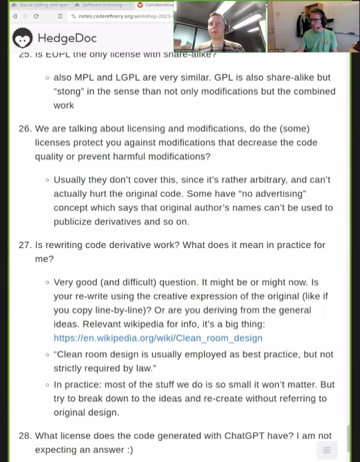 Social coding and open
Software licensing
Collaborative
notes.coderefinery.org/workshop-2023
HedgeDoc
25. Is EUPL the only license with share-alike?
also MPL and LGPL are very similar. GPL is also share-alike but
"stong" in the sense than not only modifications but the combined
work
26. We are talking about licensing and modifications, do the (some)
licenses protect you against modifications that decrease the code
quality or prevent harmful modifications?
Usually they don't cover this, since it's rather arbitrary, and can't
actually hurt the original code. Some have "no advertising"
concept which says that original author's names can't be used to
publicize derivatives and so on.
27. Is rewriting code derivative work? What does it mean in practice for
me?
Very good (and difficult) question. It might be or might now. Is
your re-write using the creative expression of the original (like if
you copy line-by-line)? Or are you deriving from the general
ideas. Relevant wikipedia for info, it's a big thing:
https://en.wikipedia.org/wiki/Clean_room_design
"Clean room design is usually employed as best practice, but not
strictly required by law."
In practice: most of the stuff we do is so small it won't matter. But
try to break down to the ideas and re-create without referring to
original design.
28. What license does the code generated with ChatGPT have? I am not
expecting an answer :)